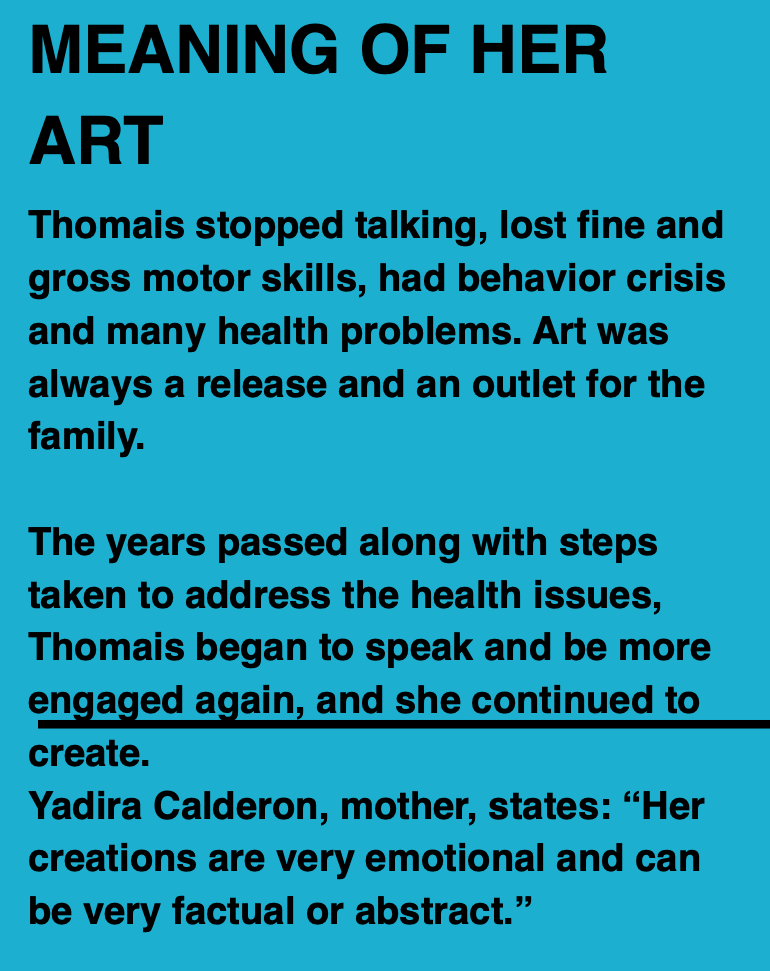 MEANING OF HER
ART
Thomais stopped talking, lost fine and
gross motor skills, had behavior crisis
and many health problems. Art was
always a release and an outlet for the
family.
The years passed along with steps
taken to address the health issues,
Thomais began to speak and be more
engaged again, and she continued to
create.
Yadira Calderon, mother, states: “Her
creations are very emotional and can
be very factual or abstract.”